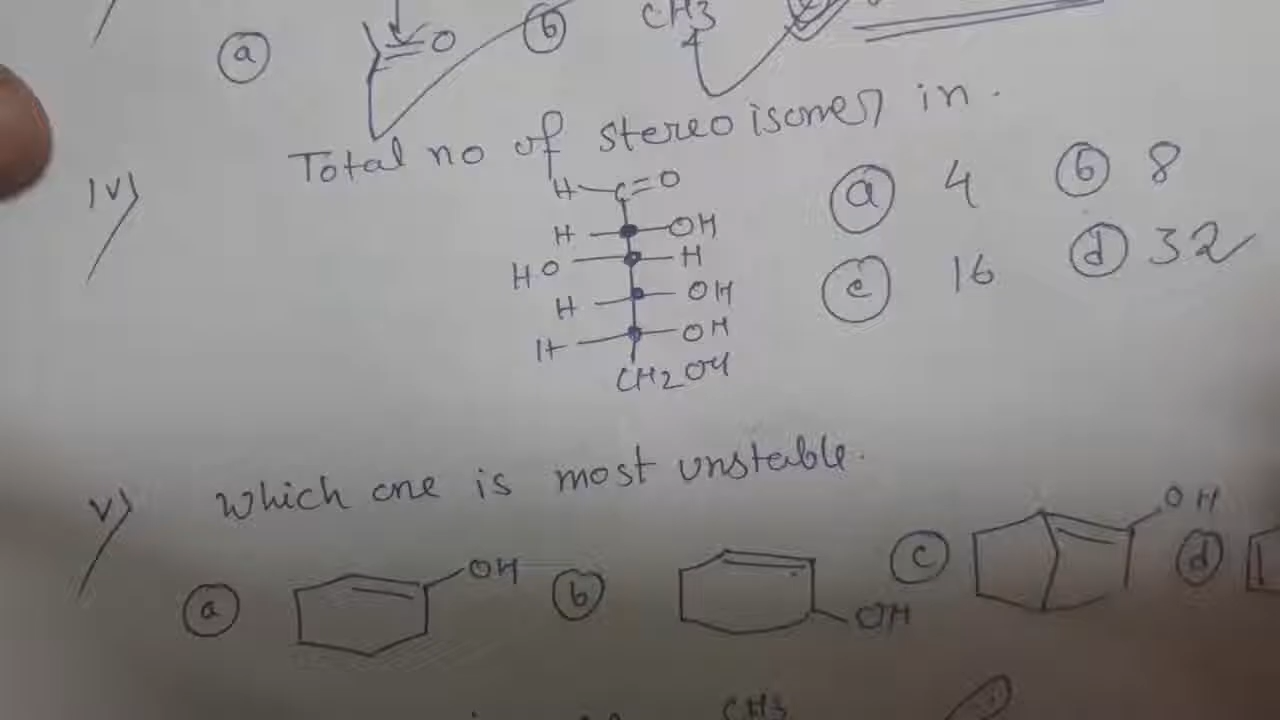 (a) O (b) CH3
iv) Total no of stereo isomer in.
H-C=O
H OH
HO H
H OH
H OH
CH2OH
(a) 4 (b) 8
(c) 16 (d) 32
v) Which one is most unstable.
(a) OH (b) OH (c) OH (d)
CH3